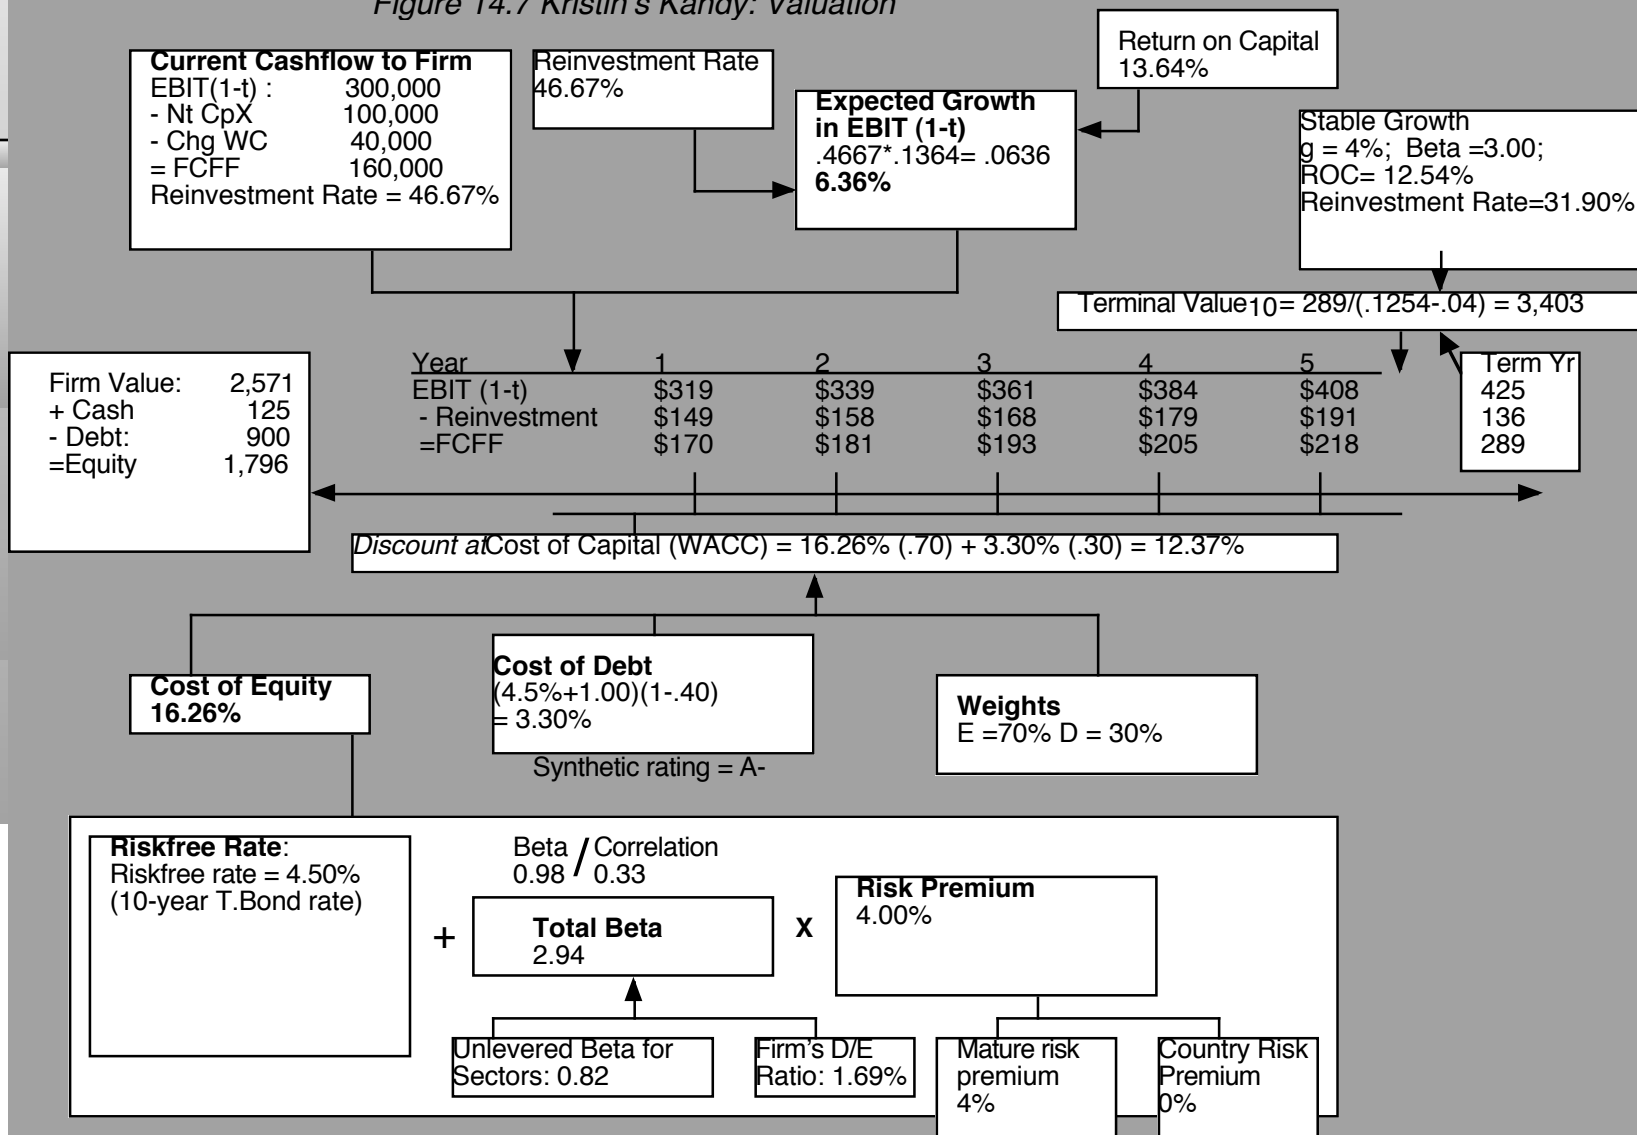 Figure 14.7 Kristin's Kandy: Valuation
Current Cashflow to Firm
EBIT(1-t) : 300,000
- Nt CpX 100,000
- Chg WC 40,000
= FCFF 160,000
Reinvestment Rate = 46.67%
Reinvestment Rate
46.67%
Expected Growth
in EBIT (1-t)
.4667*.1364= .0636
6.36%
Return on Capital
13.64%
Stable Growth
g = 4%; Beta =3.00;
ROC= 12.54%
Reinvestment Rate=31.90%
Terminal Value10= 289/(.1254-.04) = 3,403
Firm Value: 2,571
+ Cash 125
- Debt: 900
=Equity 1,796
Year 1 2 3 4 5
EBIT (1-t) $319 $339 $361 $384 $408
- Reinvestment $149 $158 $168 $179 $191
=FCFF $170 $181 $193 $205 $218
Term Yr
425
136
289
Discount at Cost of Capital (WACC) = 16.26% (.70) + 3.30% (.30) = 12.37%
Cost of Equity
16.26%
Cost of Debt
(4.5%+1.00)(1-.40)
= 3.30%
Synthetic rating = A-
Weights
E =70% D = 30%
Riskfree Rate:
Riskfree rate = 4.50%
(10-year T.Bond rate)
+
Beta / Correlation
0.98 0.33
Total Beta
2.94
X
Risk Premium
4.00%
Unlevered Beta for
Sectors: 0.82
Firm's D/E
Ratio: 1.69%
Mature risk
premium
4%
Country Risk
Premium
0%